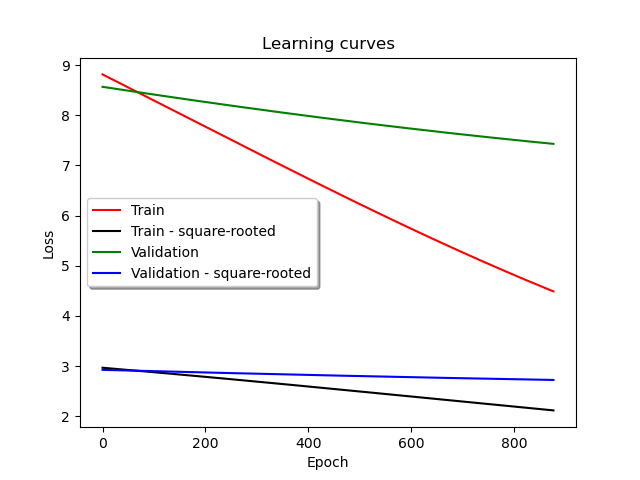 Learning curves
9
8
7
6
5
4
3
2
Loss
Train
Train - square-rooted
Validation
Validation - square-rooted
0 200 400 600 800
Epoch